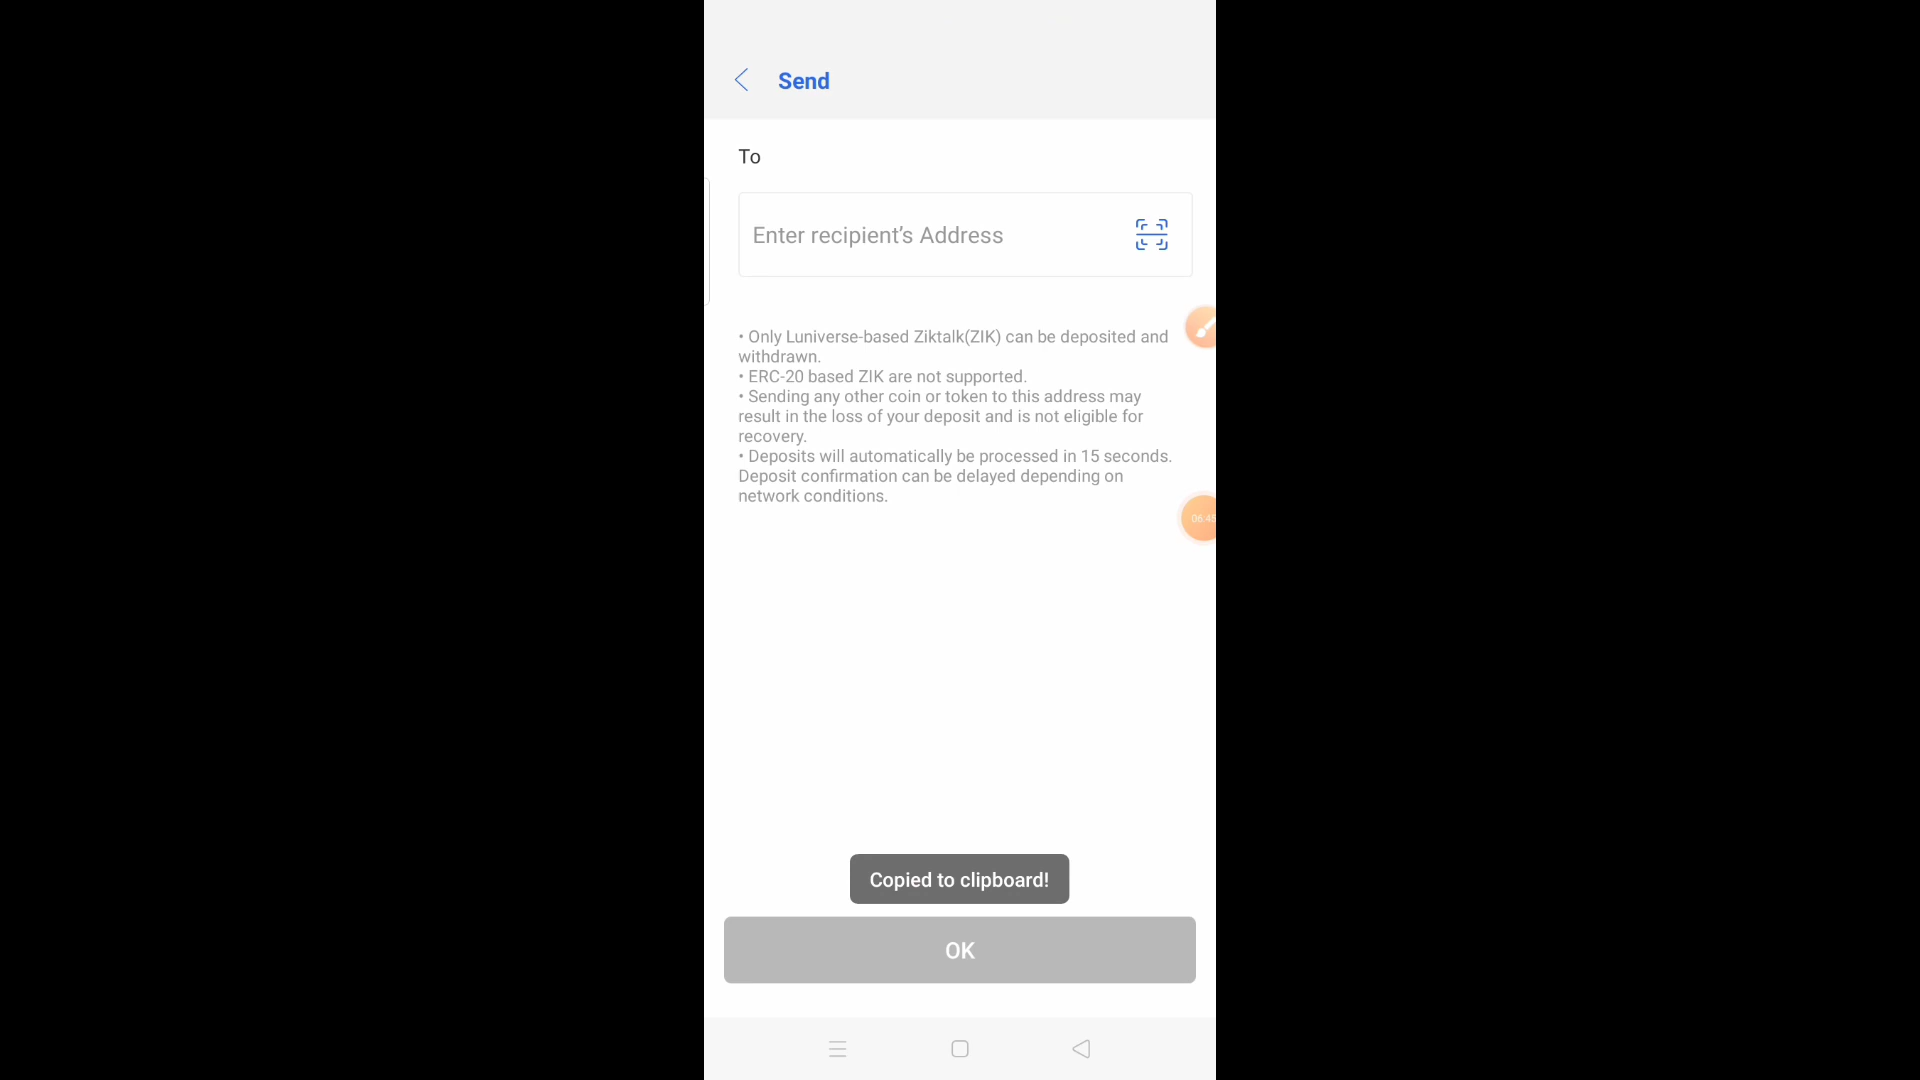 Send
To
Enter recipient’s Address
• Only Luniverse-based Ziktalk(ZIK) can be deposited and
withdrawn.
• ERC-20 based ZIK are not supported.
• Sending any other coin or token to this address may
result in the loss of your deposit and is not eligible for
recovery.
• Deposits will automatically be processed in 15 seconds.
Deposit confirmation can be delayed depending on
network conditions.
06:45
Copied to clipboard!
OK